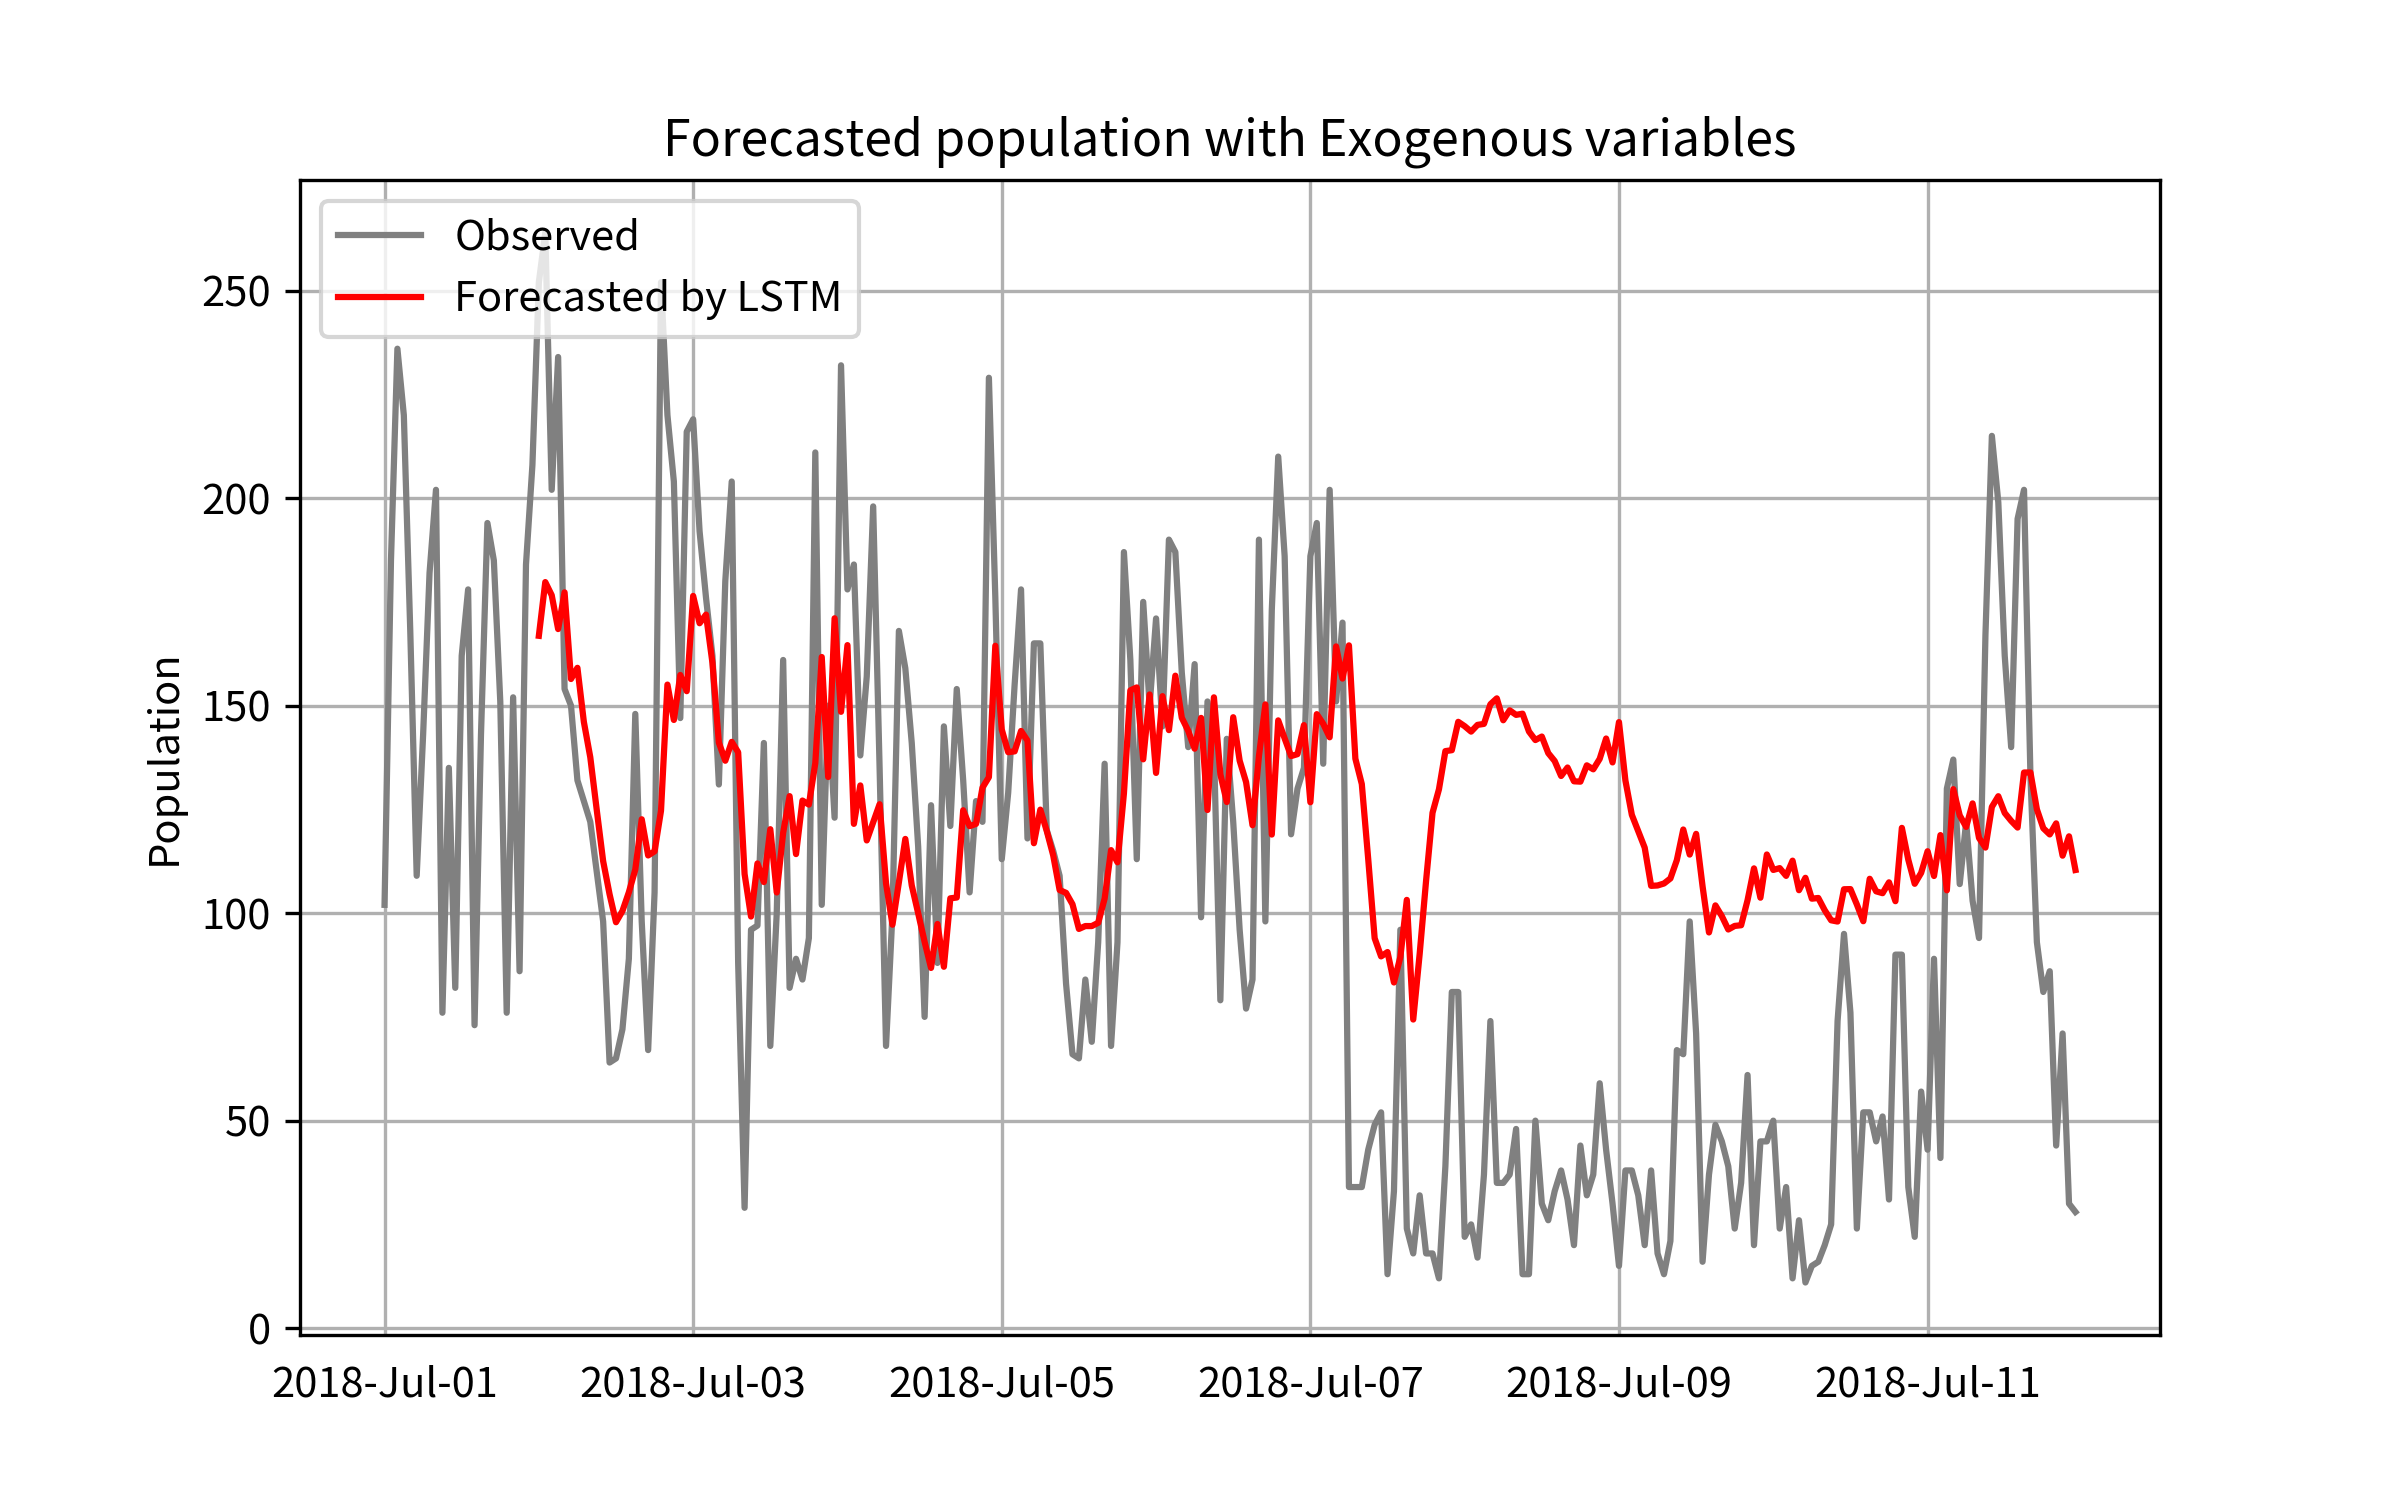 Forecasted population with Exogenous variables
Observed
Forecasted by LSTM
Population
250
200
150
100
50
0
2018-Jul-01
2018-Jul-03
2018-Jul-05
2018-Jul-07
2018-Jul-09
2018-Jul-11